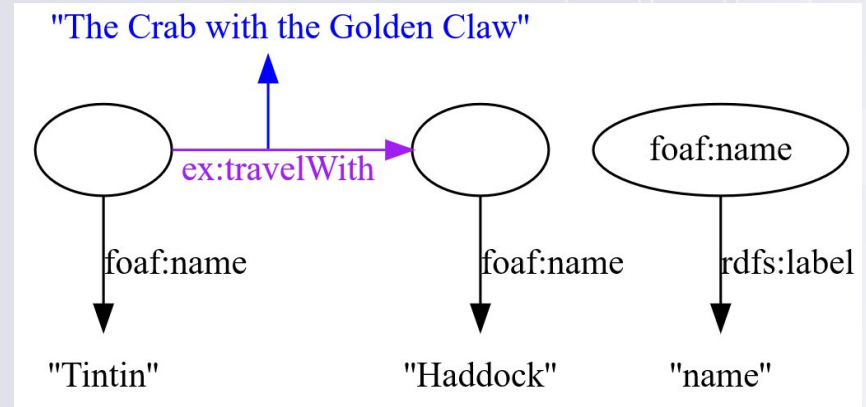 "The Crab with the Golden Claw"
ex:travelWith
foaf:name
foaf:name
foaf:name
rdfs:label
"Tintin"
"Haddock"
"name"